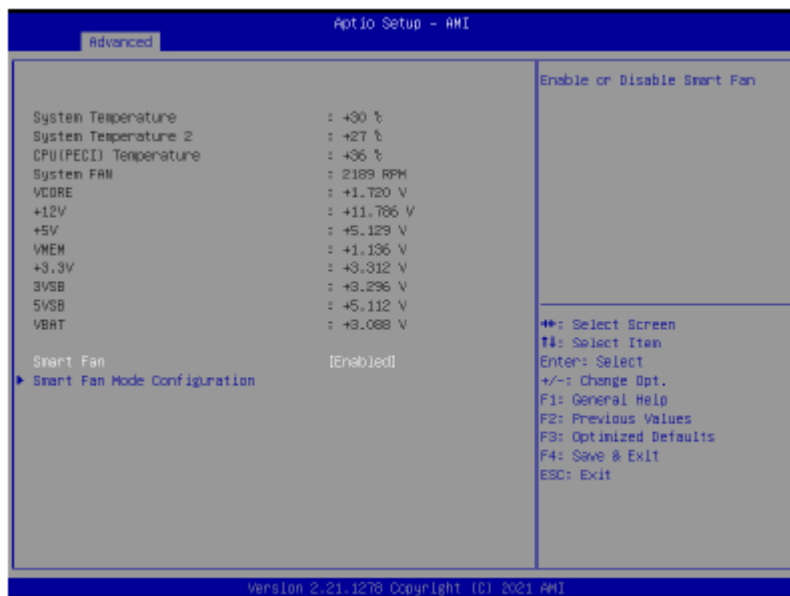 Aptio Setup - AMI
Advanced
System Temperature : +30 ℃
System Temperature 2 : +27 ℃
CPU(PECI) Temperature : +36 ℃
System FAN : 2189 RPM
VCORE : +1.720 V
+12V : +11.786 V
+5V : +5.129 V
VMEM : +1.136 V
+3.3V : +3.312 V
3VSB : +3.296 V
5VSB : +5.112 V
VBAT : +3.088 V
Smart Fan [Enabled]
Smart Fan Mode Configuration
Enable or Disable Smart Fan
→←: Select Screen
↑↓: Select Item
Enter: Select
+/-: Change Opt.
F1: General Help
F2: Previous Values
F3: Optimized Defaults
F4: Save & Exit
ESC: Exit
Version 2.21.1278 Copyright (C) 2021 AMI